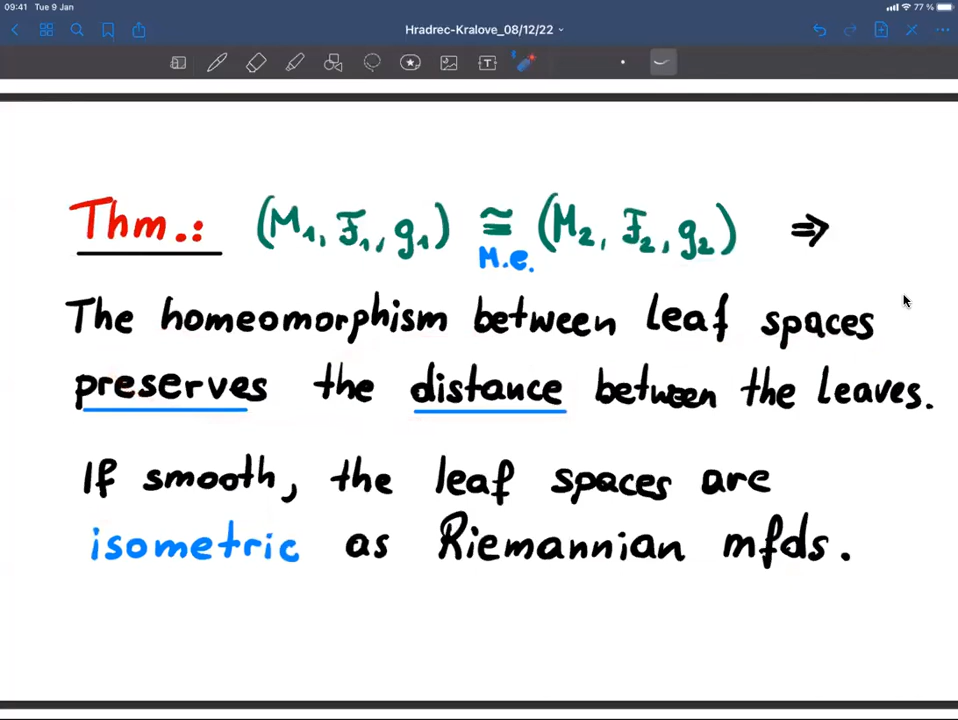 09:41 Tue 9 Jan
77 %
Hradrec-Kralove_08/12/22
Thm.: (M₁, F₁, g₁) ≅ (M₂, F₂, g₂) ⇒
M.e.
The homeomorphism between leaf spaces
preserves the distance between the leaves.
If smooth, the leaf spaces are
isometric as Riemannian mfds.